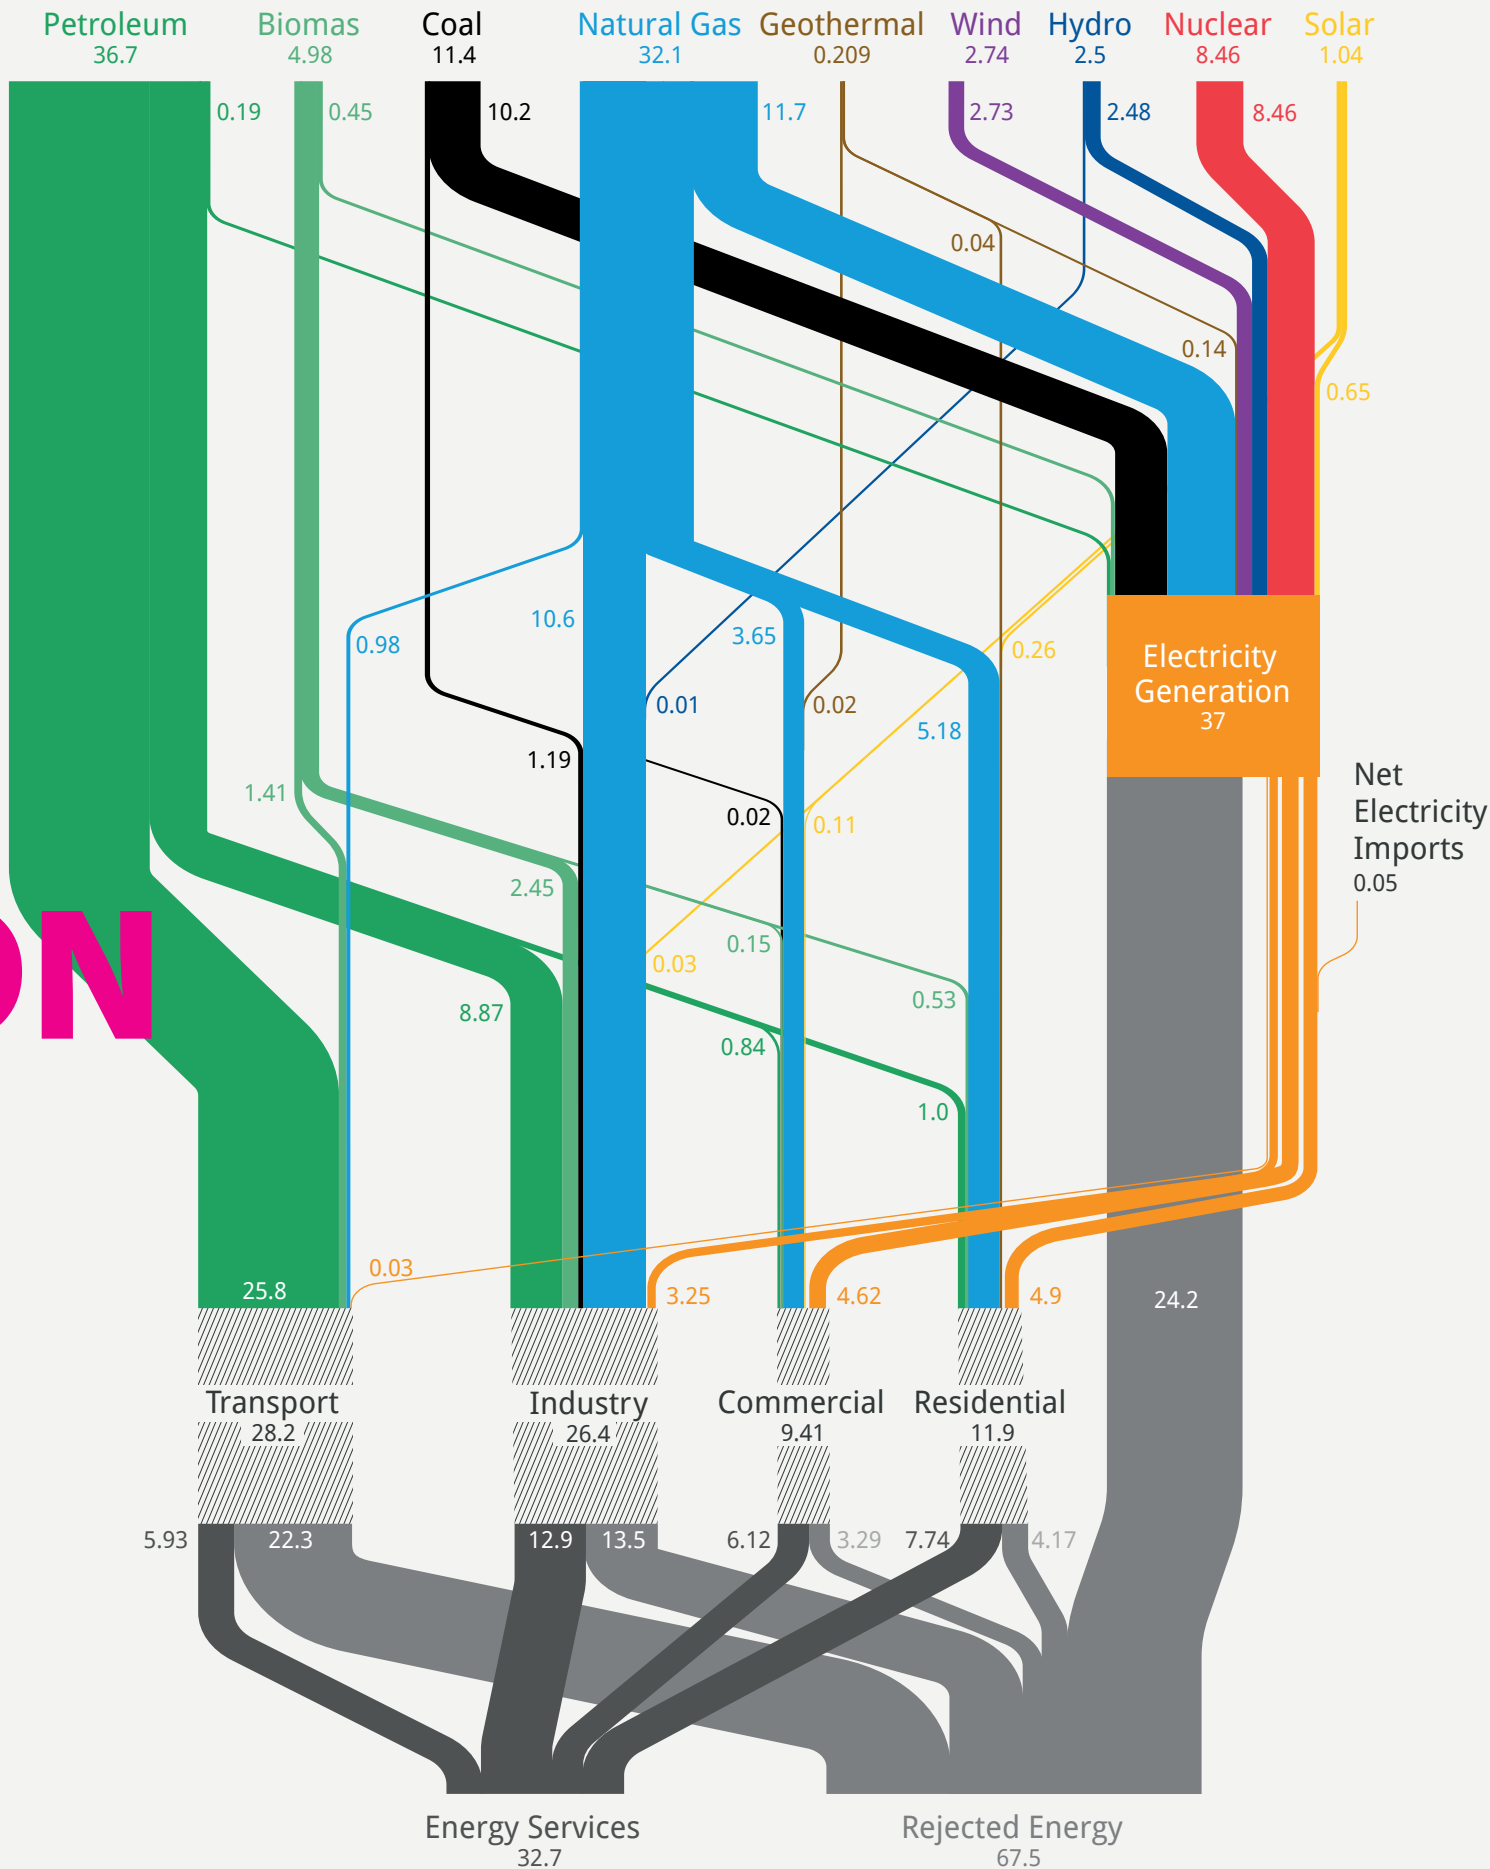 Petroleum
36.7
Biomas
4.98
Coal
11.4
Natural Gas
32.1
Geothermal
0.209
Wind
2.74
Hydro
2.5
Nuclear
8.46
Solar
1.04
0.19
0.45
10.2
11.7
2.73
2.48
8.46
0.04
0.14
0.65
10.6
0.98
3.65
0.26
Electricity
Generation
37
0.01
0.02
5.18
1.19
Net
Electricity
Imports
0.05
1.41
0.02
0.11
2.45
ON
0.15
0.03
0.53
8.87
0.84
1.0
0.03
25.8
3.25
4.62
4.9
24.2
Transport
28.2
Industry
26.4
Commercial
9.41
Residential
11.9
5.93
22.3
12.9
13.5
6.12
3.29
7.74
4.17
Energy Services
32.7
Rejected Energy
67.5